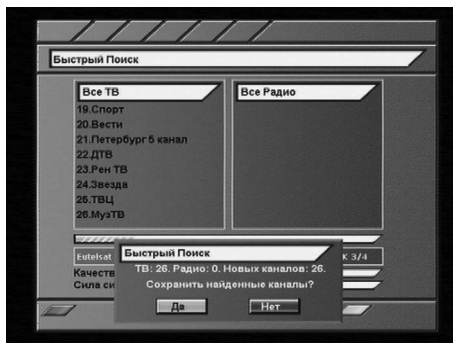 Быстрый Поиск
Все ТВ
Все Радио
19.Спорт
20.Вести
21.Петербург 5 канал
22.ДТВ
23.Рен ТВ
24.Звезда
25.ТВЦ
26.МузТВ
Быстрый Поиск
Eutelsat
K 3/4
ТВ: 26. Радио: 0. Новых каналов: 26.
Качеств
Сила си
Сохранить найденные каналы?
Да
Нет